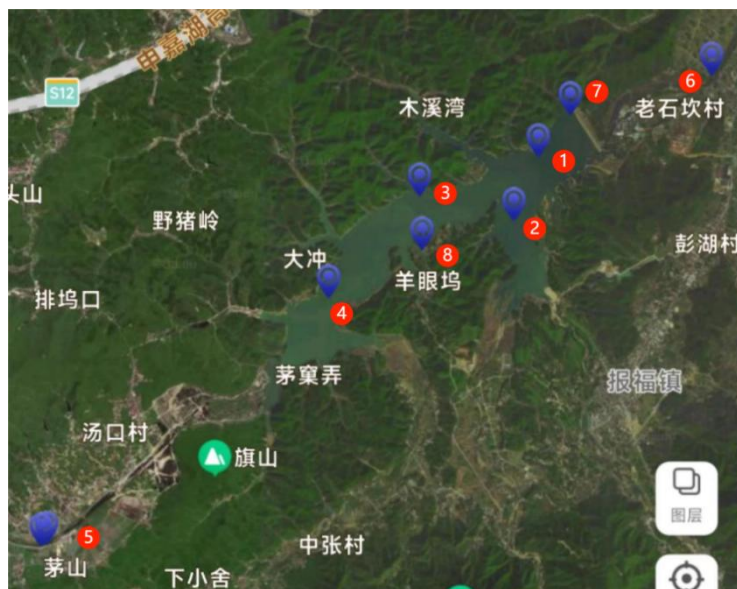 申嘉湖高
S12
7
6
木溪湾
老石坎村
1
3
头山
野猪岭
2
彭湖村
大冲
8
羊眼坞
排坞口
4
茅窠弄
报福镇
汤口村
旗山
图层
5
中张村
茅山
下小舍